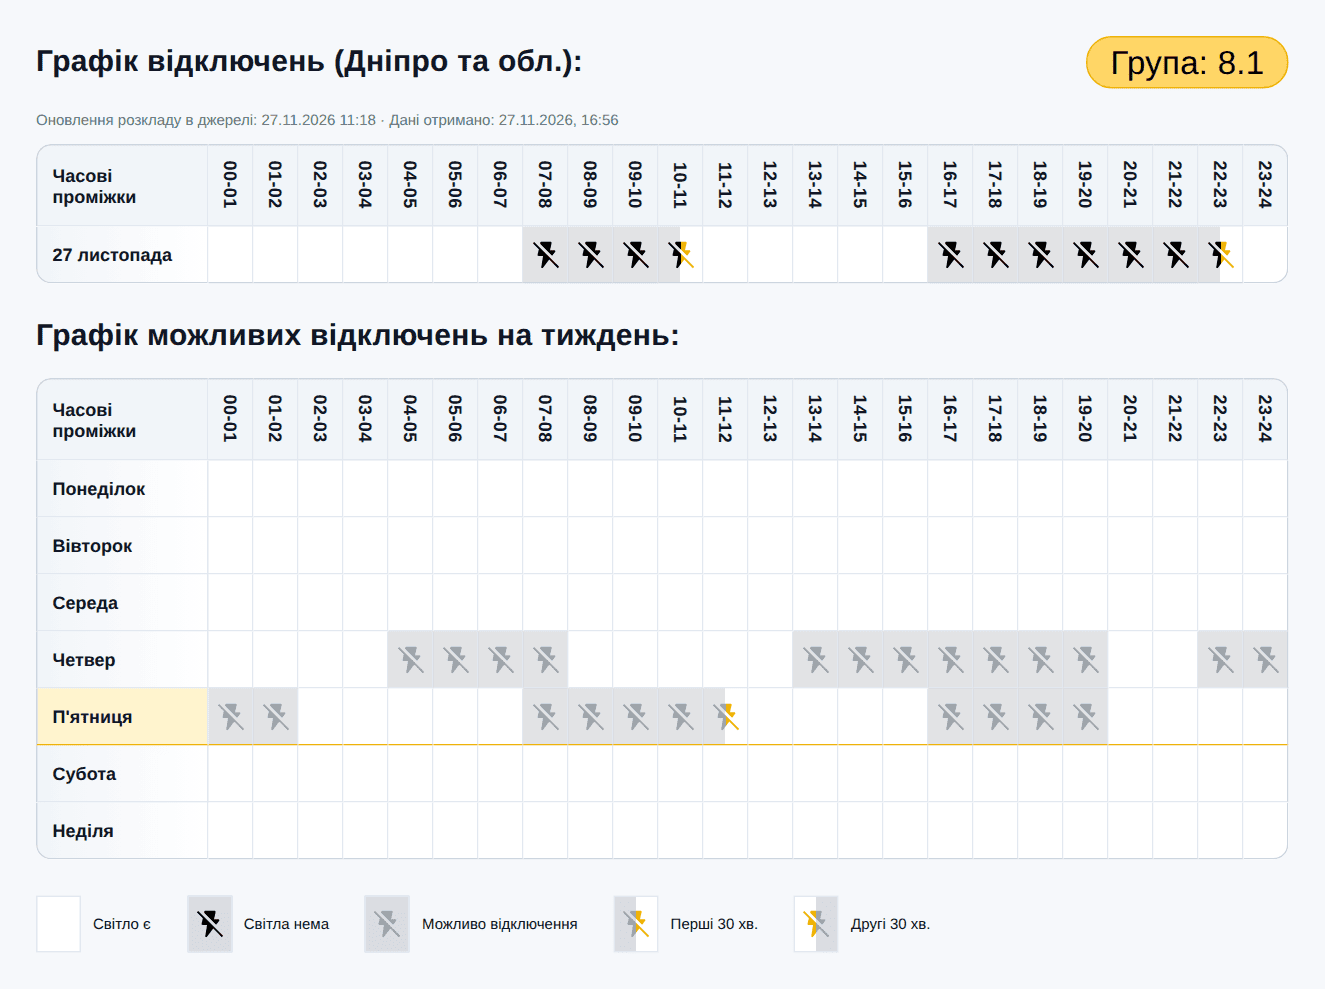 Графік відключень (Дніпро та обл.):
Група: 8.1
Оновлення розкладу в джерелі: 27.11.2026 11:18 · Дані отримано: 27.11.2026, 16:56
Часові
проміжки
00-01 01-02 02-03 03-04 04-05 05-06 06-07 07-08 08-09 09-10 10-11 11-12 12-13 13-14 14-15 15-16 16-17 17-18 18-19 19-20 20-21 21-22 22-23 23-24
27 листопада
Графік можливих відключень на тиждень:
Часові
проміжки
00-01 01-02 02-03 03-04 04-05 05-06 06-07 07-08 08-09 09-10 10-11 11-12 12-13 13-14 14-15 15-16 16-17 17-18 18-19 19-20 20-21 21-22 22-23 23-24
Понеділок
Вівторок
Середа
Четвер
П'ятниця
Субота
Неділя
Світло є
Світла нема
Можливо відключення
Перші 30 хв.
Другі 30 хв.